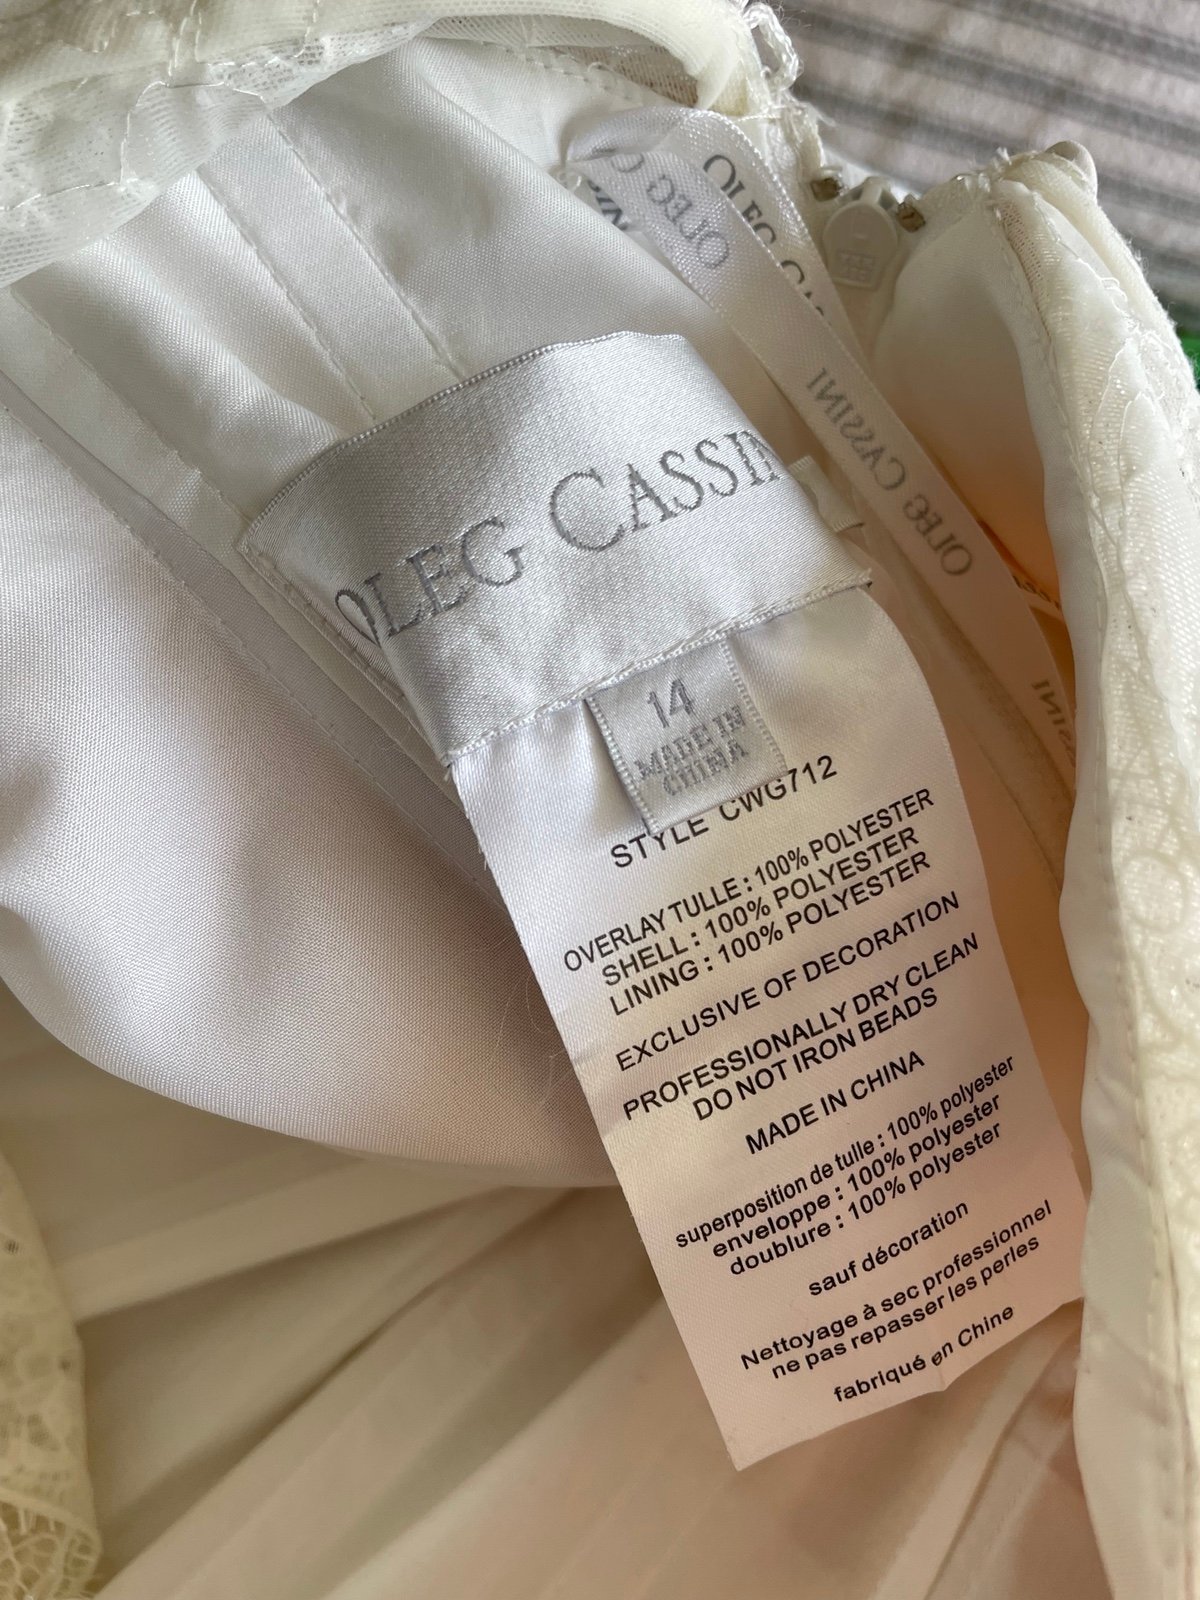 OLEG CASSINI
OLEG CASSINI
OLEG CASSIN
14
MADE IN
CHINA
STYLE CWG712
OVERLAY TULLE : 100% POLYESTER
SHELL : 100% POLYESTER
LINING : 100% POLYESTER
EXCLUSIVE OF DECORATION
PROFESSIONALLY DRY CLEAN
DO NOT IRON BEADS
MADE IN CHINA
superposition de tulle : 100% polyester
enveloppe : 100% polyester
doublure : 100% polyester
sauf décoration
Nettoyage à sec professionnel
ne pas repasser les perles
fabriqué en Chine